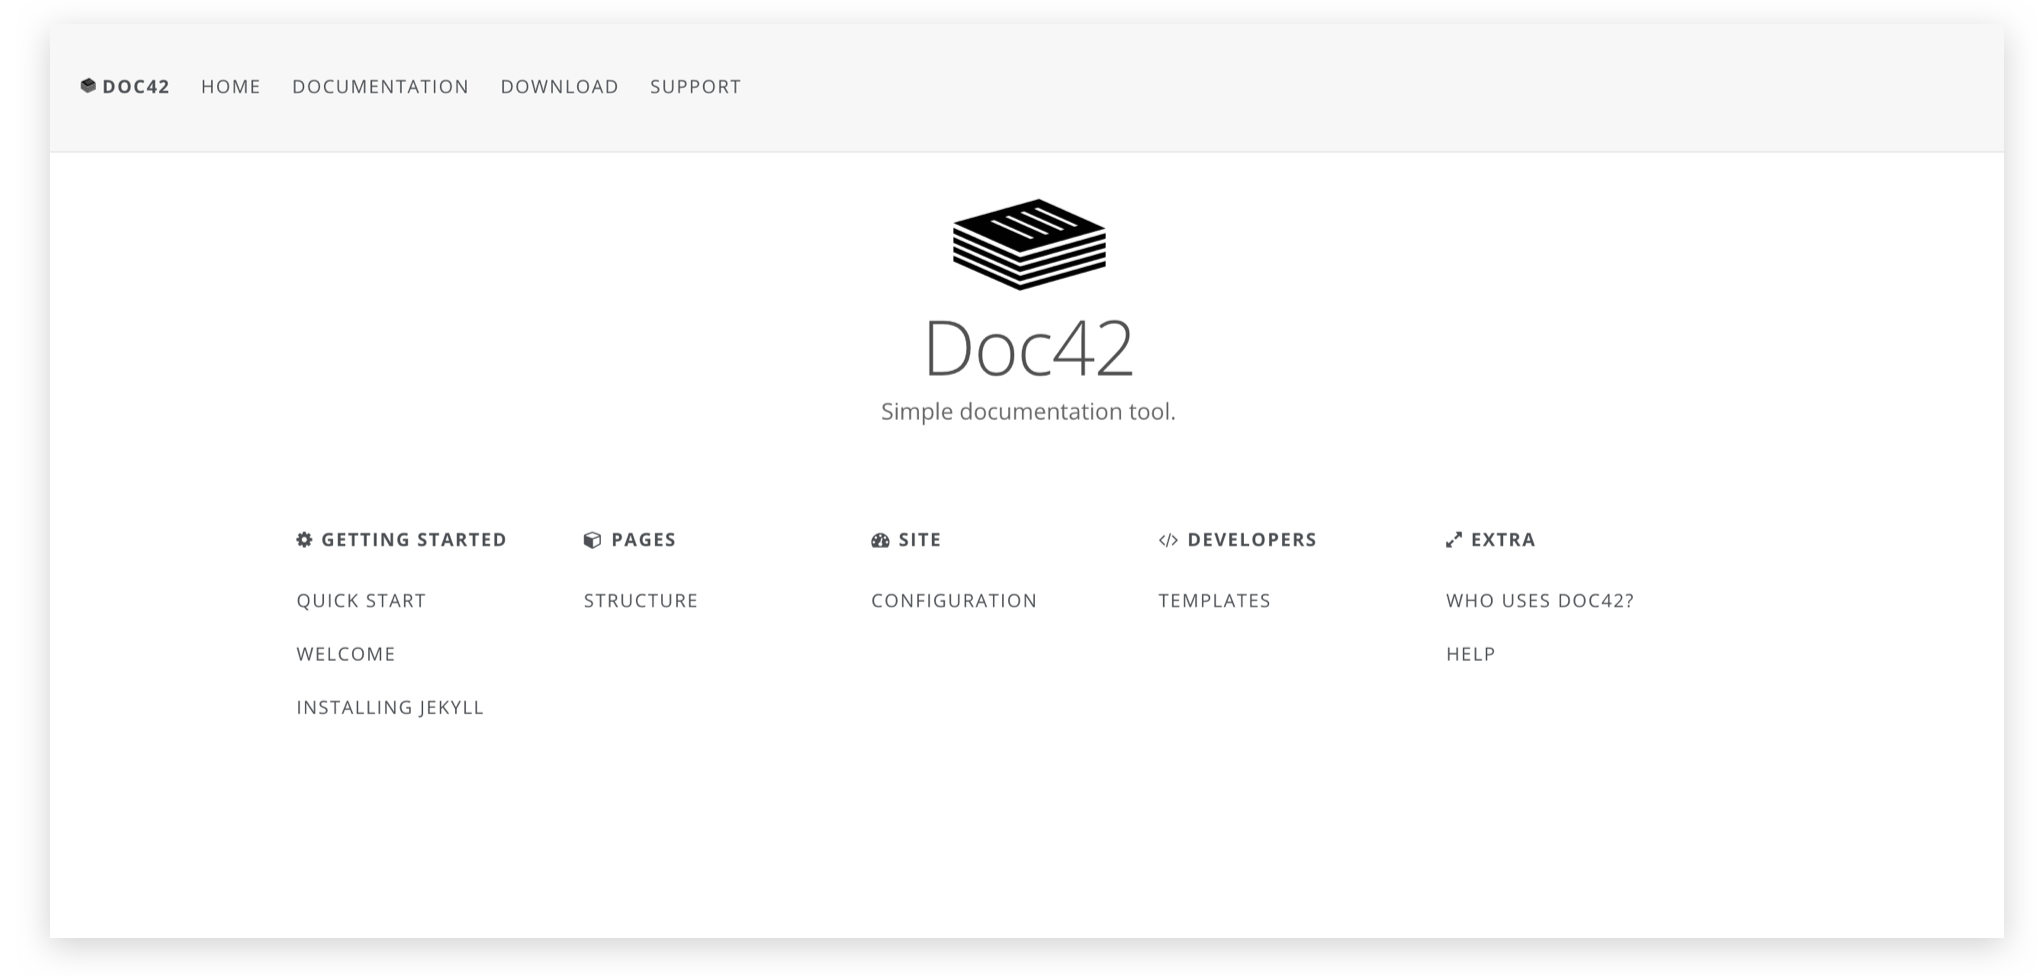 DOC42 HOME DOCUMENTATION DOWNLOAD SUPPORT
Doc42
Simple documentation tool.
GETTING STARTED
QUICK START
WELCOME
INSTALLING JEKYLL
PAGES
STRUCTURE
SITE
CONFIGURATION
</> DEVELOPERS
TEMPLATES
EXTRA
WHO USES DOC42?
HELP